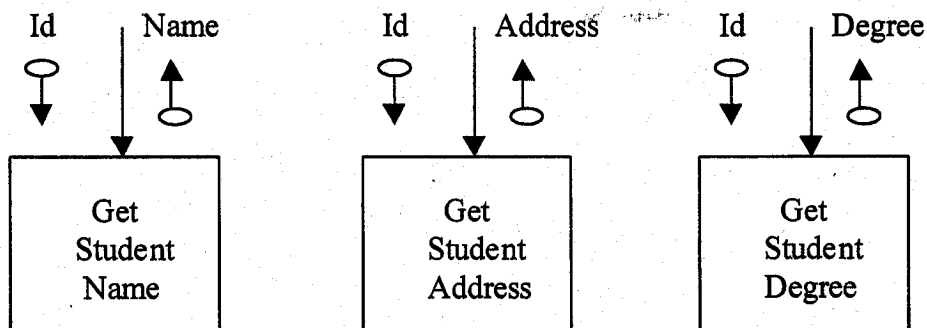 Id Name Id Address Id Degree
Get Get Get
Student Student Student
Name Address Degree